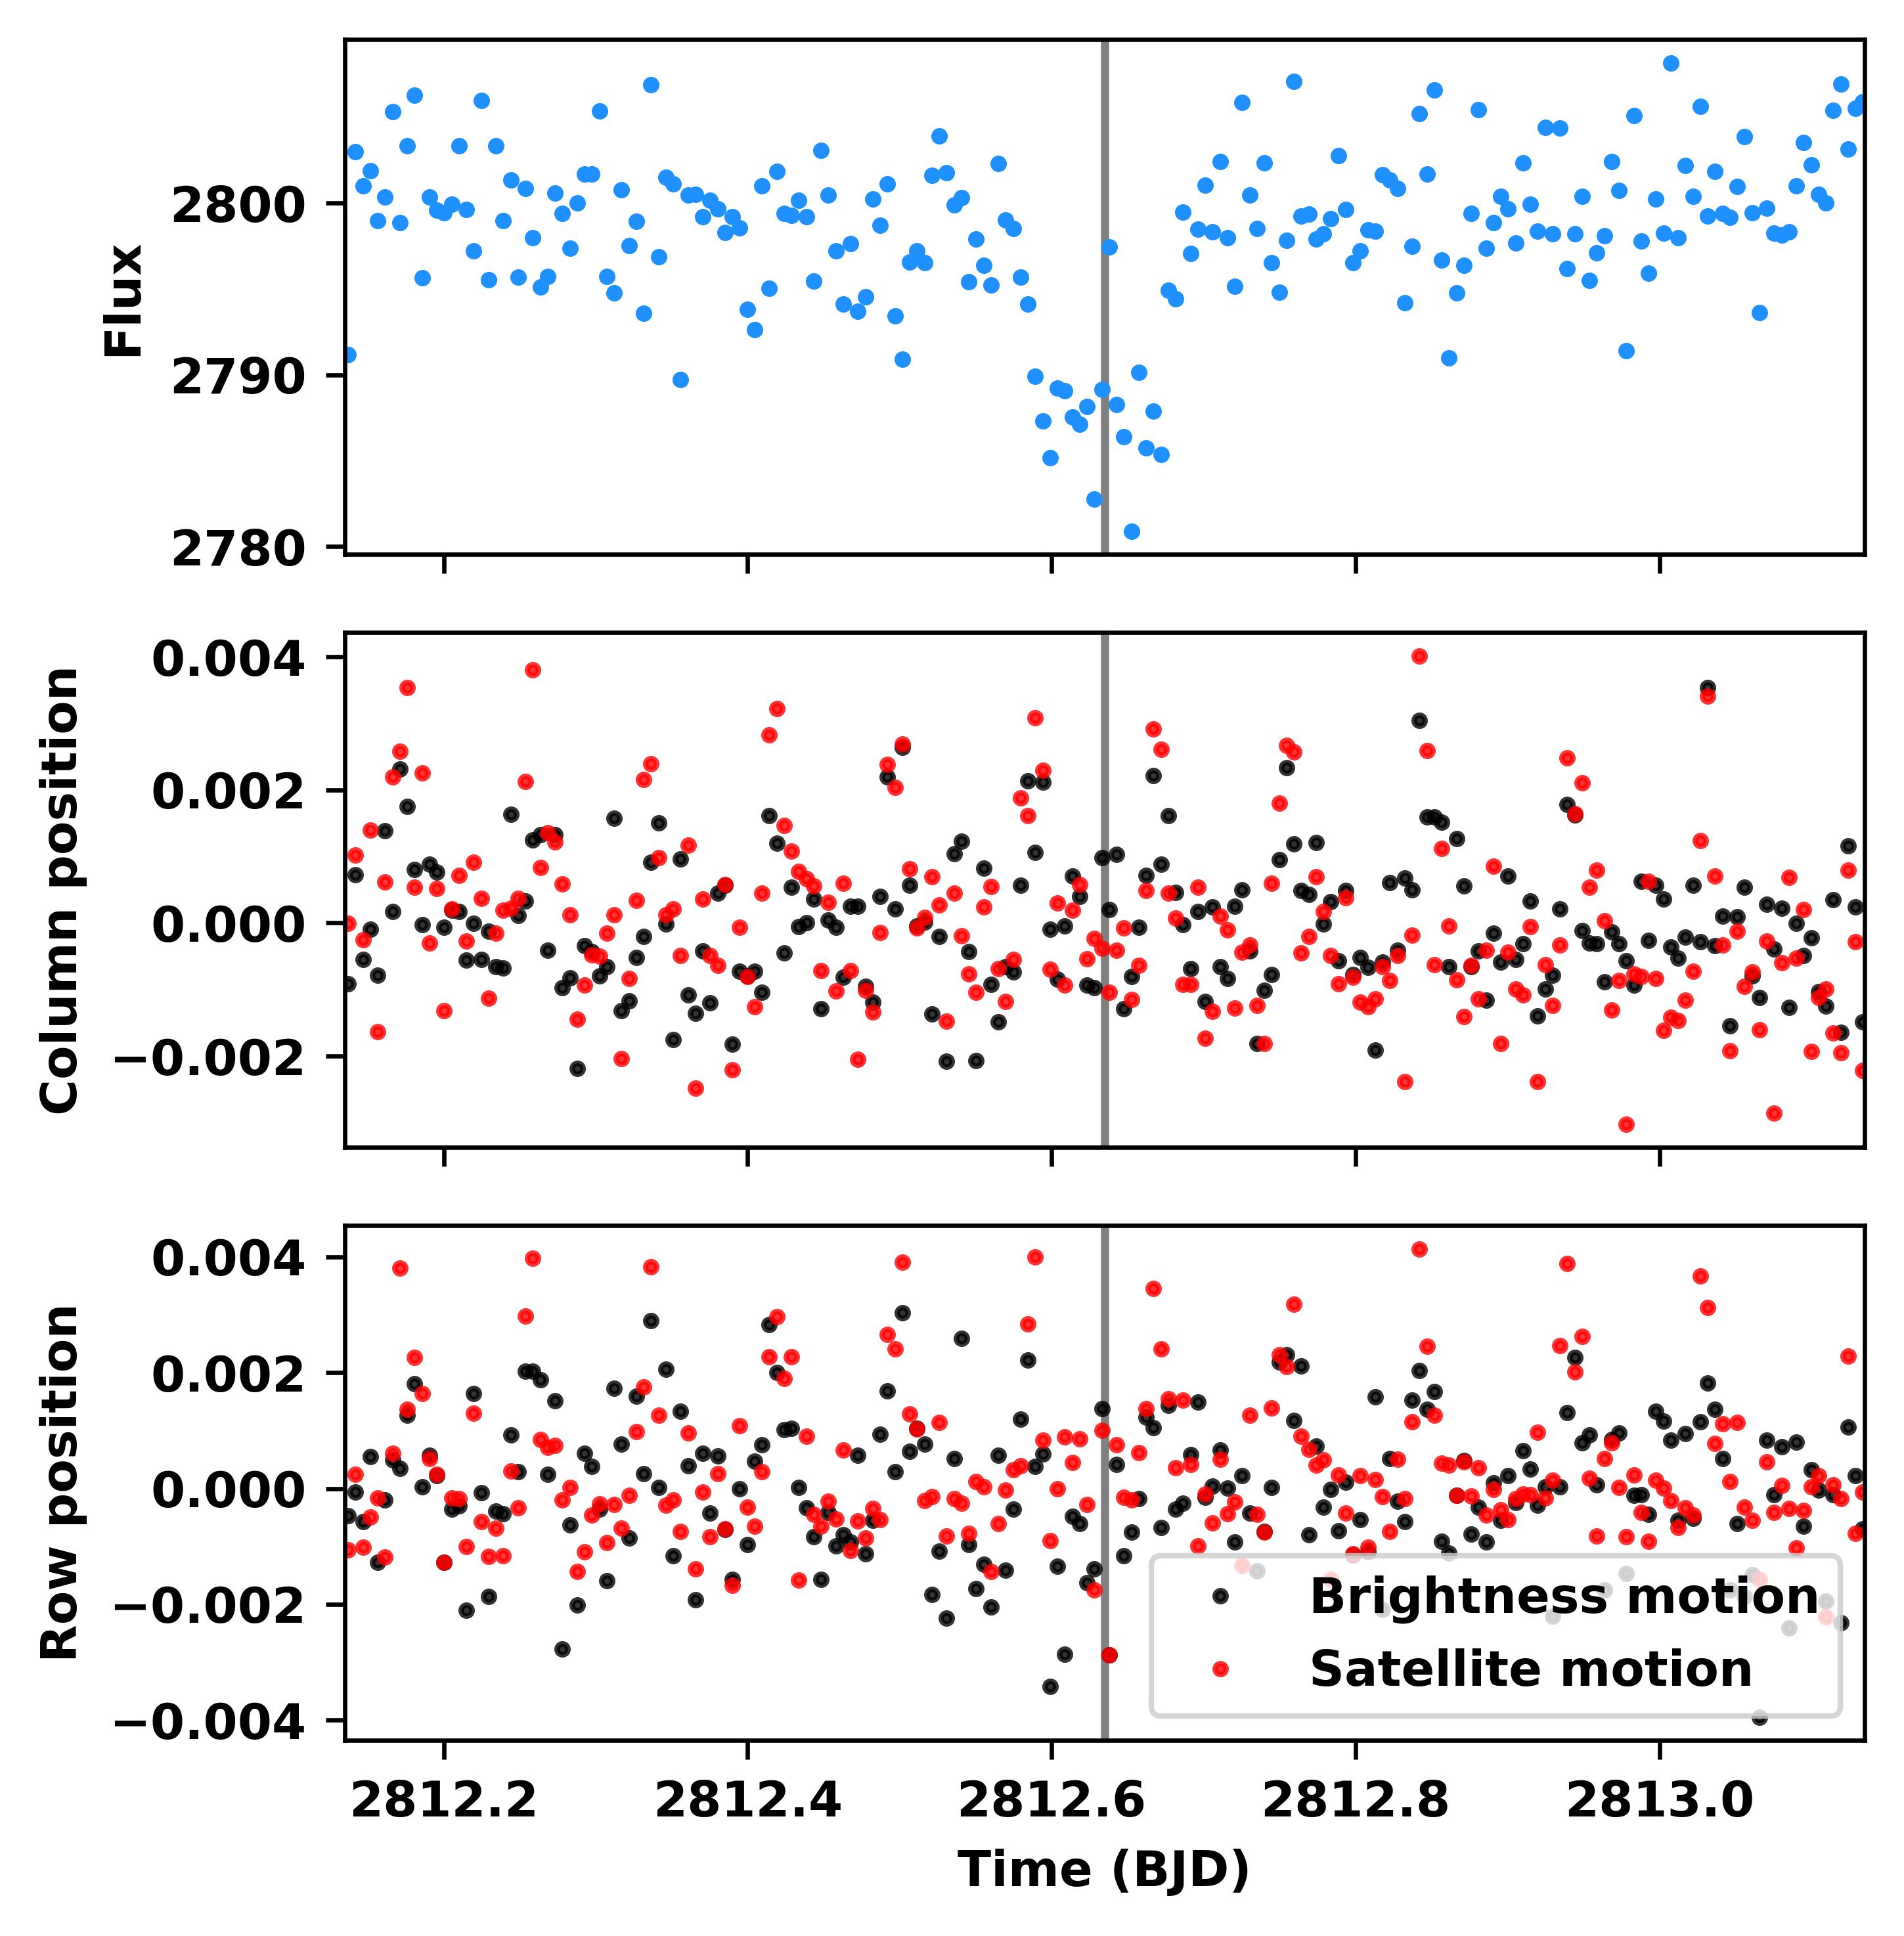 Flux
2800
2790
2780
Column position
0.004
0.002
0.000
−0.002
Row position
0.004
0.002
0.000
−0.002
−0.004
Brightness motion
Satellite motion
2812.2 2812.4 2812.6 2812.8 2813.0
Time (BJD)